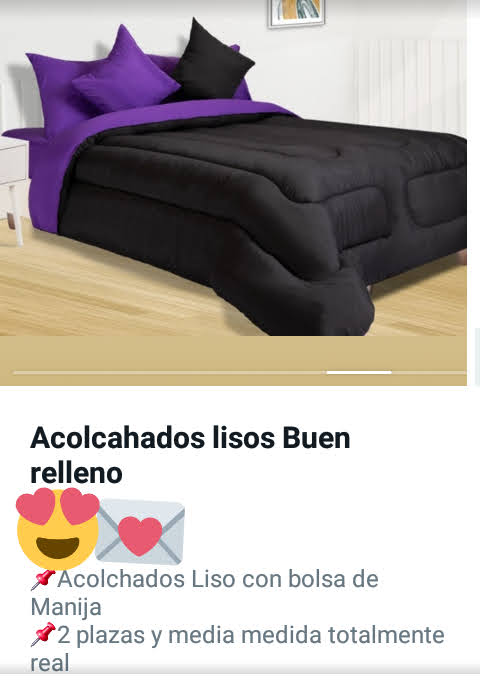 Acolcahados lisos Buen
relleno
Acolchados Liso con bolsa de
Manija
2 plazas y media medida totalmente
real